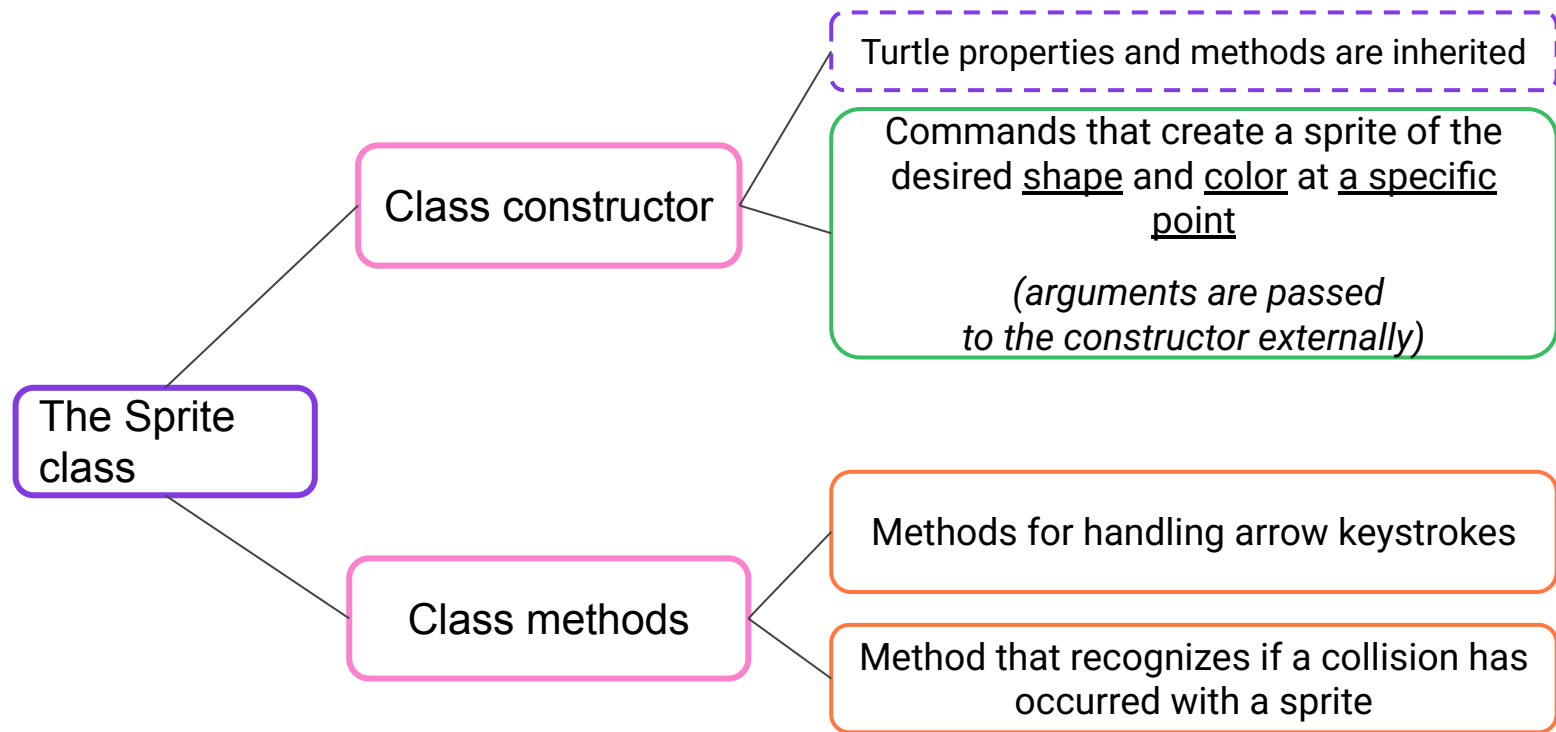 Turtle properties and methods are inherited
Commands that create a sprite of the
desired shape and color at a specific
point
(arguments are passed
to the constructor externally)
Class constructor
The Sprite
class
Methods for handling arrow keystrokes
Class methods
Method that recognizes if a collision has
occurred with a sprite